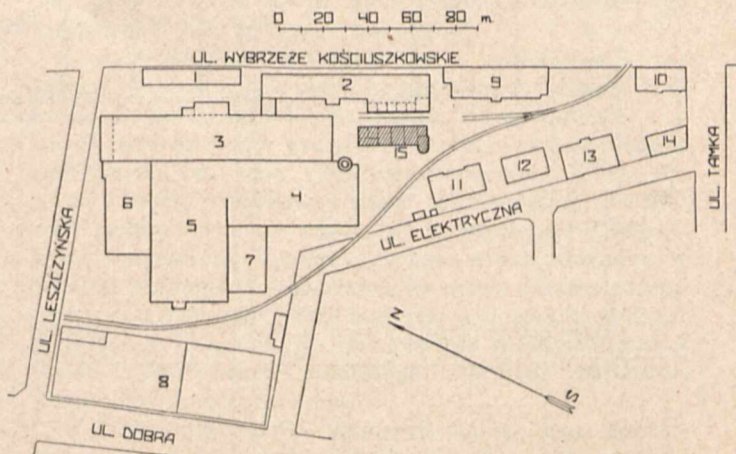 0 20 40 60 80 m.
UL. WYBRZEŻE KOŚCIUSZKOWSKIE
1
2
9
10
3
15
14
13
12
11
6
5
4
7
UL. TAMKA
UL. ELEKTRYCZNA
UL. LESZCZYŃSKA
N
S
8
UL. DOBRA